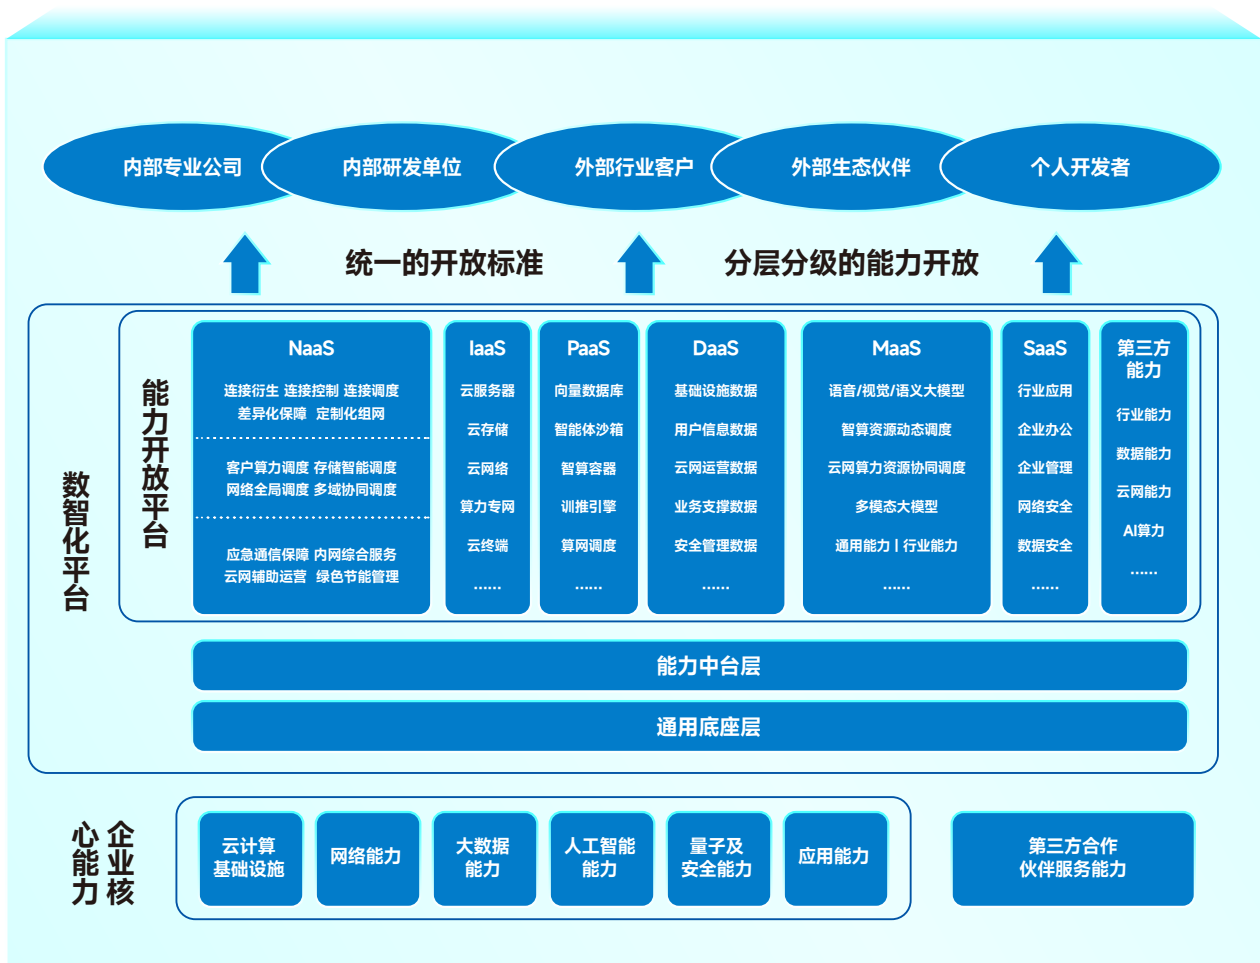 内部专业公司
内部研发单位
外部行业客户
外部生态伙伴
个人开发者
统一的开放标准
分层分级的能力开放
数智化平台
能力开放平台
NaaS
连接衍生 连接控制 连接调度
差异化保障 定制化组网
客户算力调度 存储智能调度
网络全局调度 多域协同调度
应急通信保障 内网综合服务
云网辅助运营 绿色节能管理
IaaS
云服务器
云存储
云网络
算力专网
云终端
......
PaaS
向量数据库
智能体沙箱
智算容器
训推引擎
算网调度
......
DaaS
基础设施数据
用户信息数据
云网运营数据
业务支撑数据
安全管理数据
......
MaaS
语音/视觉/语义大模型
智算资源动态调度
云网算力资源协同调度
多模态大模型
通用能力 | 行业能力
......
SaaS
行业应用
企业办公
企业管理
网络安全
数据安全
......
第三方
能力
行业能力
数据能力
云网能力
AI算力
......
能力中台层
通用底座层
企业核
心能力
云计算
基础设施
网络能力
大数据
能力
人工智能
能力
量子及
安全能力
应用能力
第三方合作
伙伴服务能力